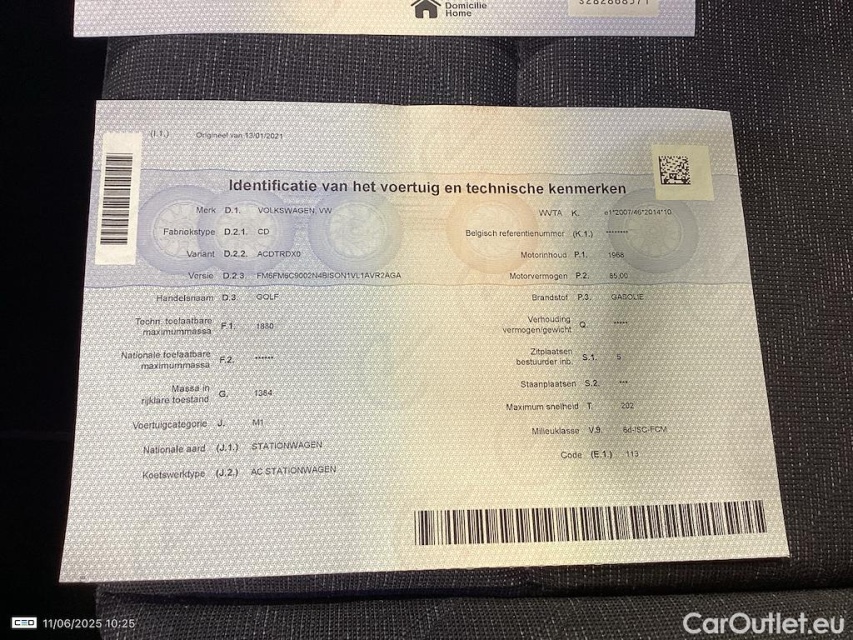 Domicilie
Home
(I.1.) Origineel van 13/01/2021
Identificatie van het voertuig en technische kenmerken
Merk D.1. VOLKSWAGEN, VW
Fabriekstype D.2.1. CD
Variant D.2.2. ACDTRDX0
Versie D.2.3. FM6FM6C9002N4BISON1VL1AVR2AGA
Handelsnaam D.3. GOLF
Techn. toelaatbare
maximummassa F.1. 1880
Nationale toelaatbare
maximummassa F.2. ******
Massa in
rijklare toestand G. 1384
Voertuigcategorie J. M1
Nationale aard (J.1.) STATIONWAGEN
Koetswerktype (J.2.) AC STATIONWAGEN
WVTA K. e1*2007/46*2014*10
Belgisch referentienummer (K.1.) ********
Motorinhoud P.1. 1968
Motorvermogen P.2. 85.00
Brandstof P.3. GASOLIE
Verhouding
vermogen/gewicht Q. *****
Zitplaatsen
bestuurder inb. S.1. 5
Staanplaatsen S.2. ***
Maximum snelheid T. 202
Milieuklasse V.9. 6d-ISC-FCM
Code (E.1.) 113
CED 11/06/2025 10:25
CarOutlet.eu